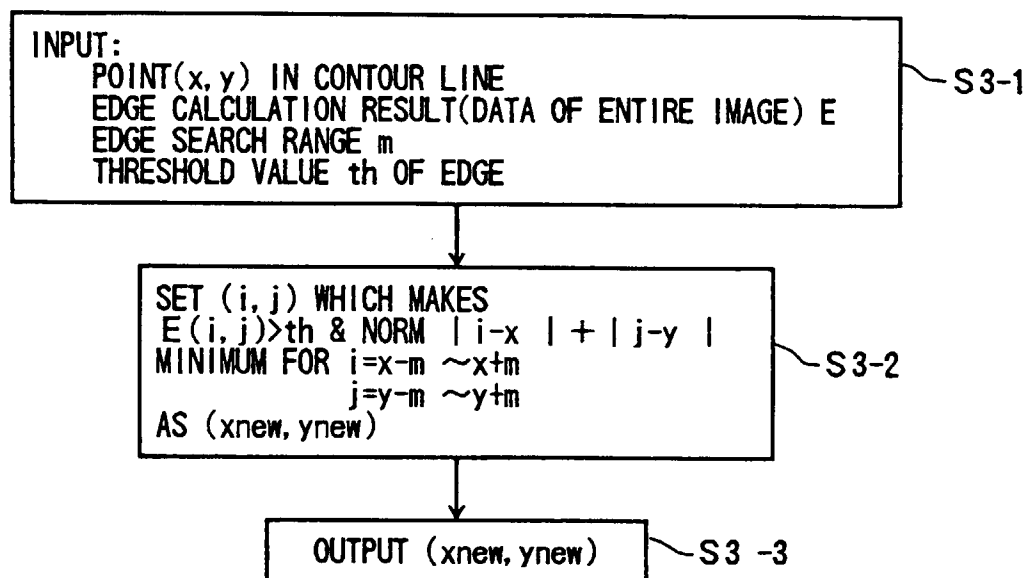 INPUT:
POINT(x, y) IN CONTOUR LINE
EDGE CALCULATION RESULT(DATA OF ENTIRE IMAGE) E
EDGE SEARCH RANGE m
THRESHOLD VALUE th OF EDGE
S3-1
SET (i, j) WHICH MAKES
E(i, j)>th & NORM | i-x | + | j-y |
MINIMUM FOR i=x-m ~x+m
j=y-m ~y+m
AS (xnew, ynew)
S3-2
OUTPUT (xnew, ynew)
S3 -3